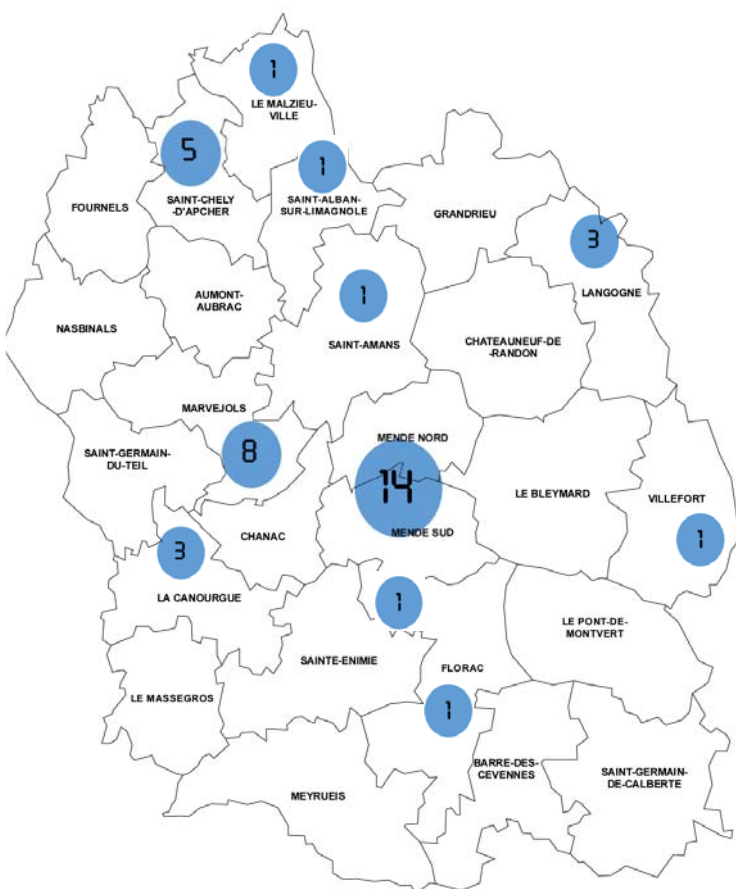 1
LE MALZIEU-
VILLE
5
1
FOURNELS
SAINT-CHELY
-D'APCHER
SAINT-ALBAN-
SUR-LIMAGNOLE
GRANDRIEU
3
AUMONT-
AUBRAC
1
LANGOGNE
NASBINALS
SAINT-AMANS
CHATEAUNUEF-DE
-RANDON
MARVEJOLS
8
MENDE NORD
SAINT-GERMAIN-
DU-TEIL
14
LE BLEYMARD
VILLEFORT
CHANAC
MENDE SUD
1
3
LA CANOURGUE
1
LE PONT-DE-
MONTVERT
SAINTE-ENIMIE
FLORAC
LE MASSEGROS
1
BARRE-DES-
CEVENNES
SAINT-GERMAIN-
DE-CALBERTE
MEYRUEIS